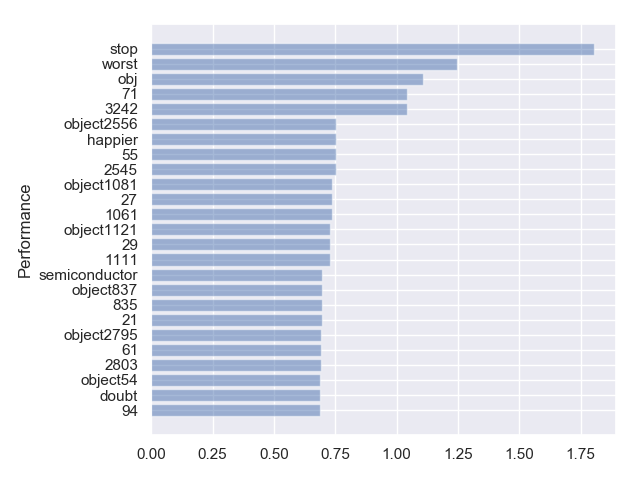 stop
worst
obj
71
3242
object2556
happier
55
2545
object1081
27
1061
object1121
29
1111
semiconductor
object837
835
21
object2795
61
2803
object54
doubt
94
Performance
0.00 0.25 0.50 0.75 1.00 1.25 1.50 1.75